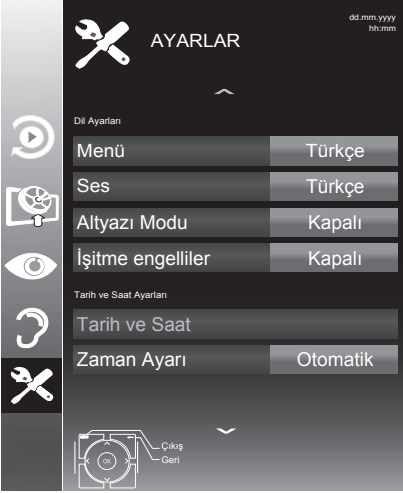 AYARLAR
dd.mm.yyyy
hh:mm
Dil Ayarları
Menü Türkçe
Ses Türkçe
Altyazı Modu Kapalı
İşitme engelliler Kapalı
Tarih ve Saat Ayarları
Tarih ve Saat
Zaman Ayarı Otomatik
Çıkış
Geri
OK